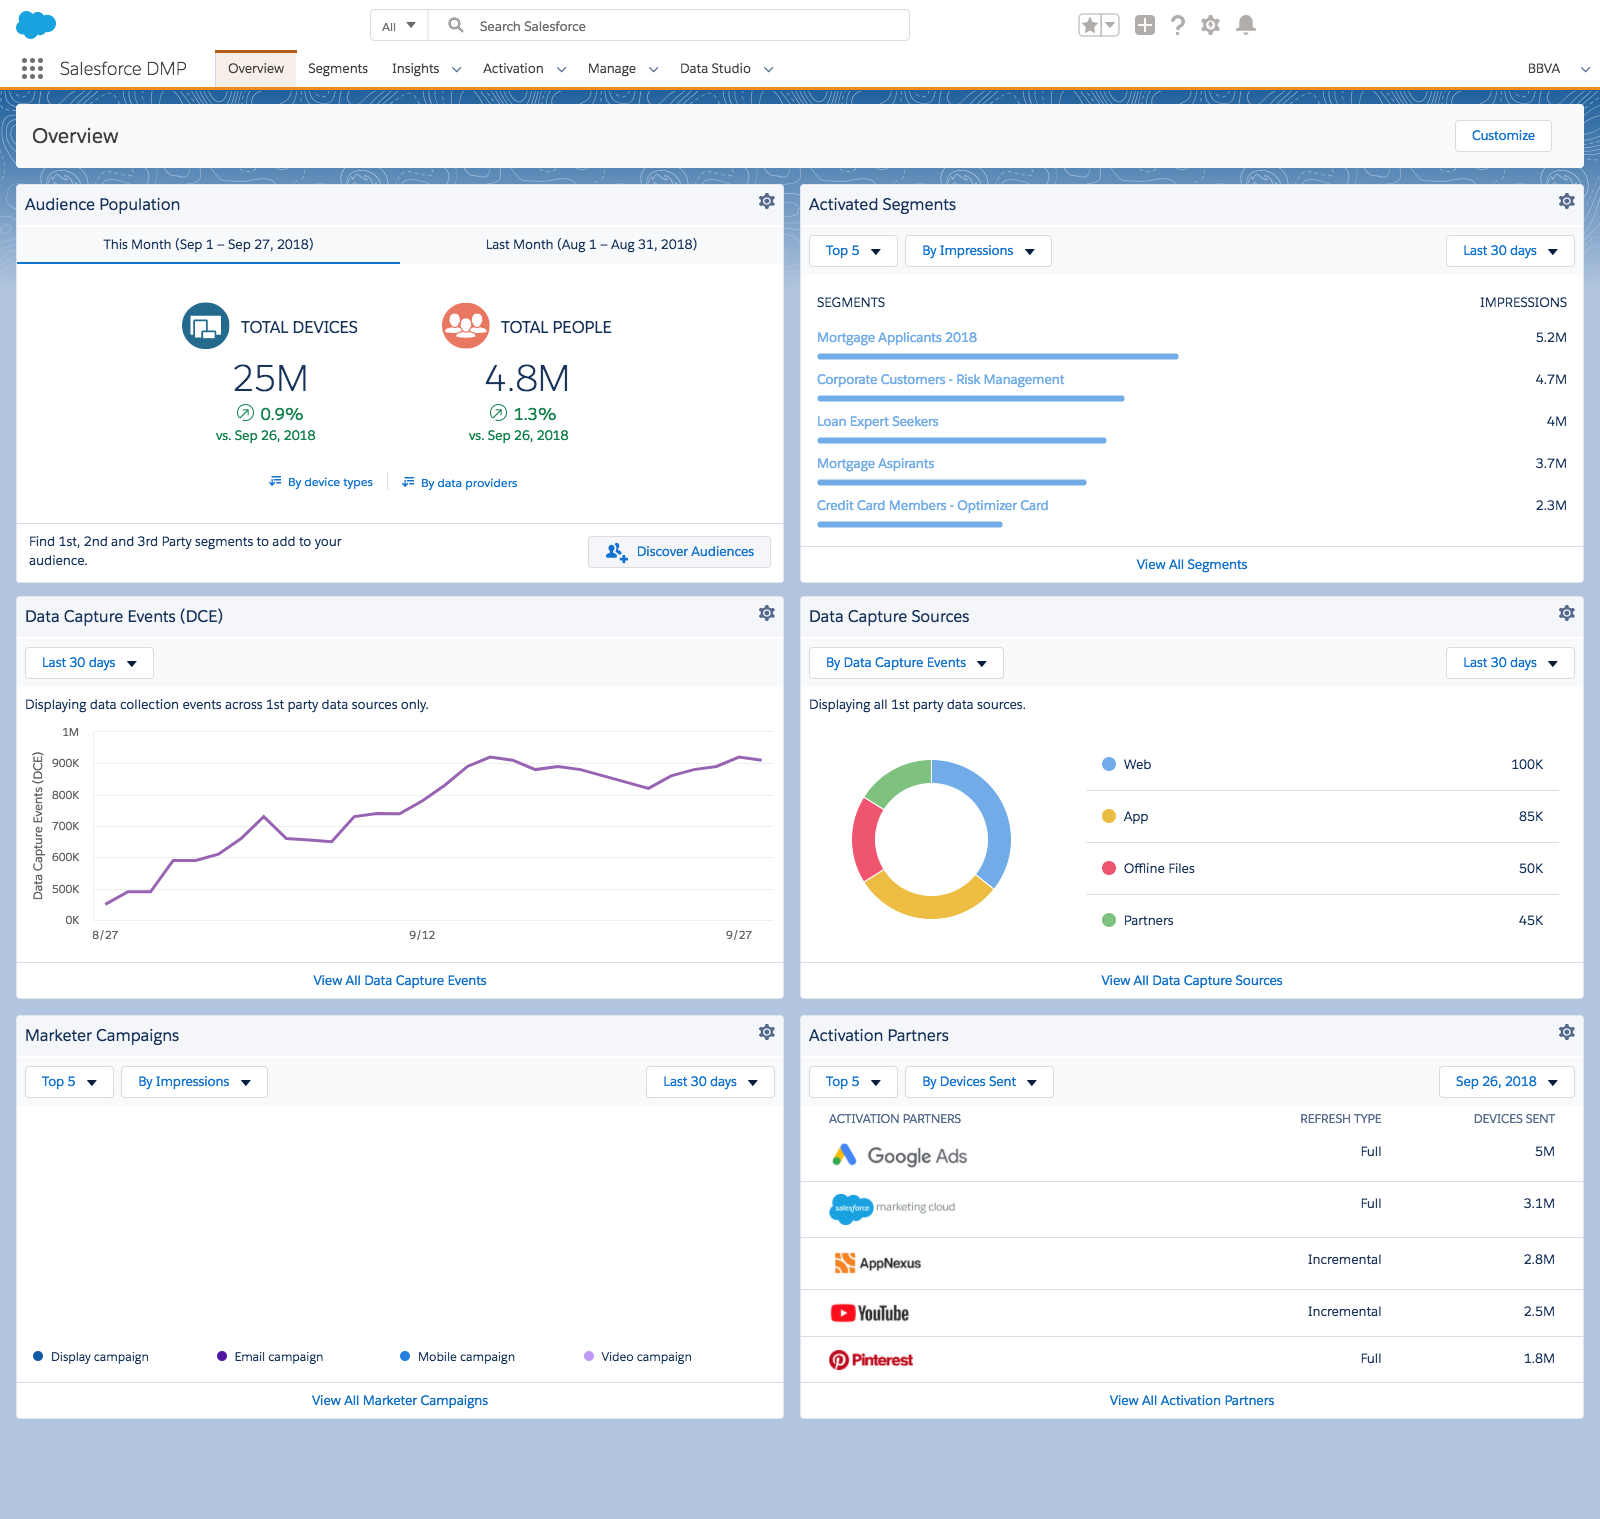 All
Search Salesforce
Salesforce DMP
Overview
Segments
Insights
Activation
Manage
Data Studio
BBVA
Overview
Customize
Audience Population
This Month (Sep 1 – Sep 27, 2018)
Last Month (Aug 1 – Aug 31, 2018)
TOTAL DEVICES
25M
0.9%
vs. Sep 26, 2018
TOTAL PEOPLE
4.8M
1.3%
vs. Sep 26, 2018
By device types
By data providers
Find 1st, 2nd and 3rd Party segments to add to your
audience.
Discover Audiences
Activated Segments
Top 5
By Impressions
Last 30 days
SEGMENTS IMPRESSIONS
Mortgage Applicants 2018 5.2M
Corporate Customers - Risk Management 4.7M
Loan Expert Seekers 4M
Mortgage Aspirants 3.7M
Credit Card Members - Optimizer Card 2.3M
View All Segments
Data Capture Events (DCE)
Last 30 days
Displaying data collection events across 1st party data sources only.
Data Capture Events (DCE)
1M
900K
800K
700K
600K
500K
0K
8/27
9/12
9/27
View All Data Capture Events
Data Capture Sources
By Data Capture Events
Last 30 days
Displaying all 1st party data sources.
Web 100K
App 85K
Offline Files 50K
Partners 45K
View All Data Capture Sources
Marketer Campaigns
Top 5
By Impressions
Last 30 days
Display campaign
Email campaign
Mobile campaign
Video campaign
View All Marketer Campaigns
Activation Partners
Top 5
By Devices Sent
Sep 26, 2018
ACTIVATION PARTNERS REFRESH TYPE DEVICES SENT
Google Ads Full 5M
salesforce marketing cloud Full 3.1M
AppNexus Incremental 2.8M
YouTube Incremental 2.5M
Pinterest Full 1.8M
View All Activation Partners